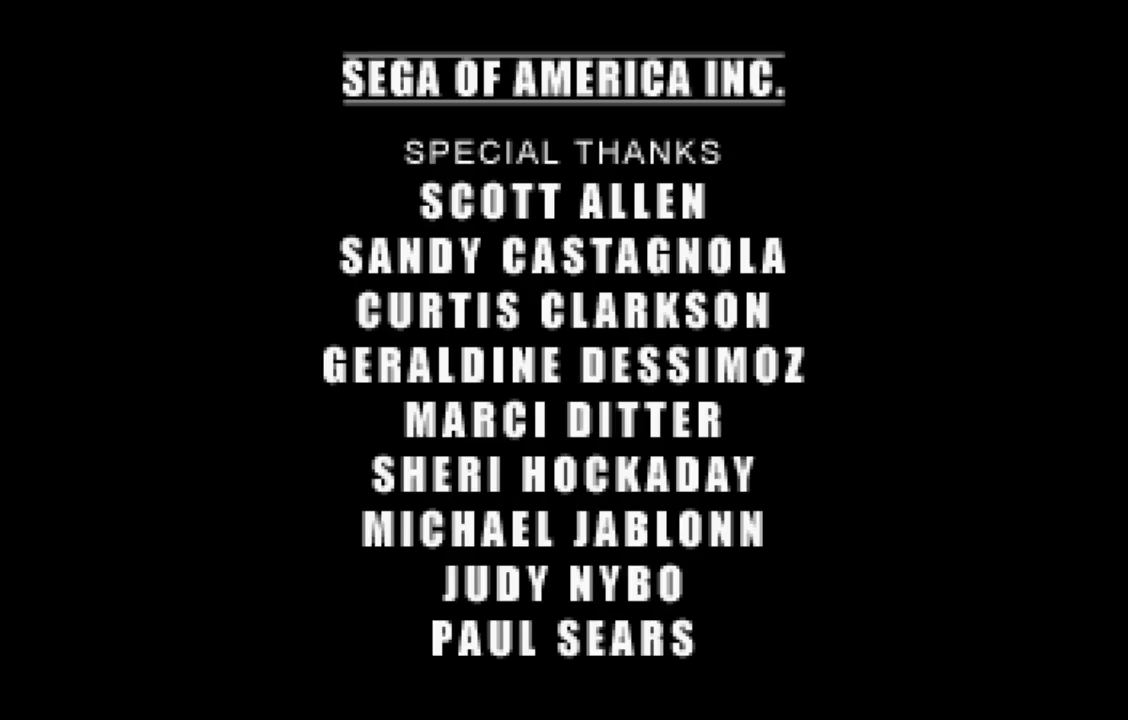 SEGA OF AMERICA INC.
SPECIAL THANKS
SCOTT ALLEN
SANDY CASTAGNOLA
CURTIS CLARKSON
GERALDINE DESSIMOZ
MARCI DITTER
SHERI HOCKADAY
MICHAEL JABLONN
JUDY NYBO
PAUL SEARS